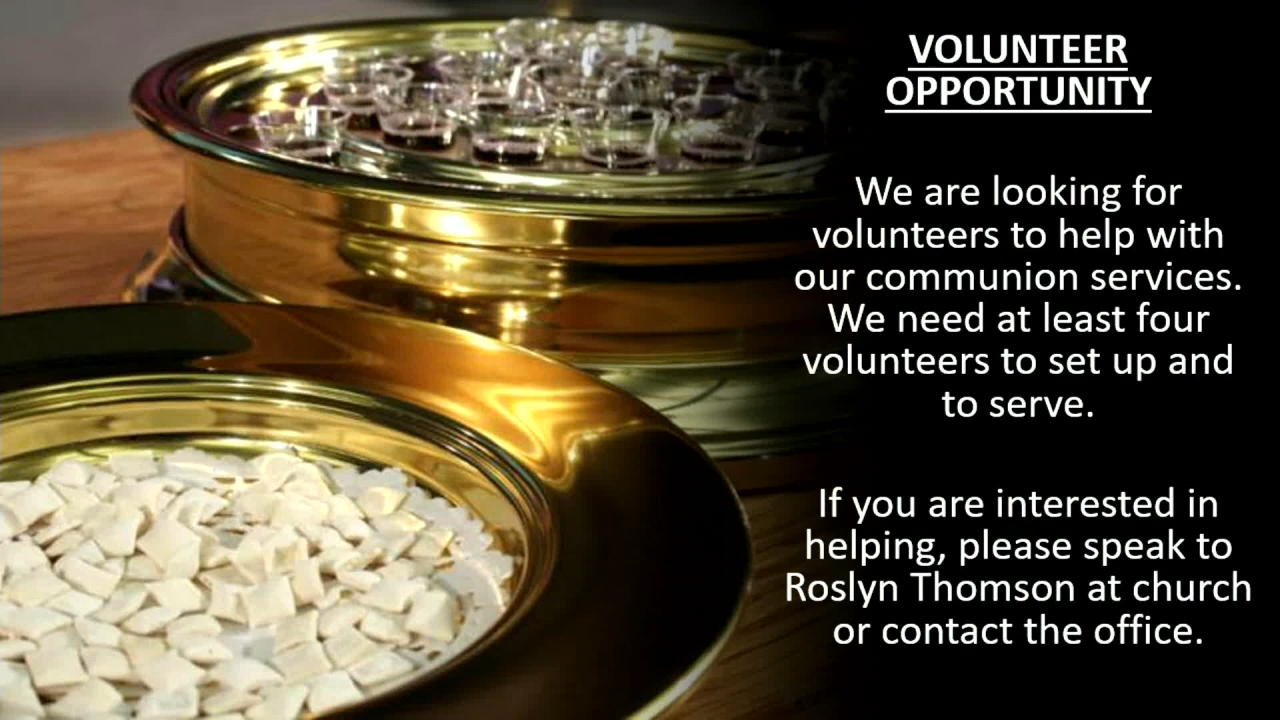 VOLUNTEER
OPPORTUNITY
We are looking for
volunteers to help with
our communion services.
We need at least four
volunteers to set up and
to serve.
If you are interested in
helping, please speak to
Roslyn Thomson at church
or contact the office.